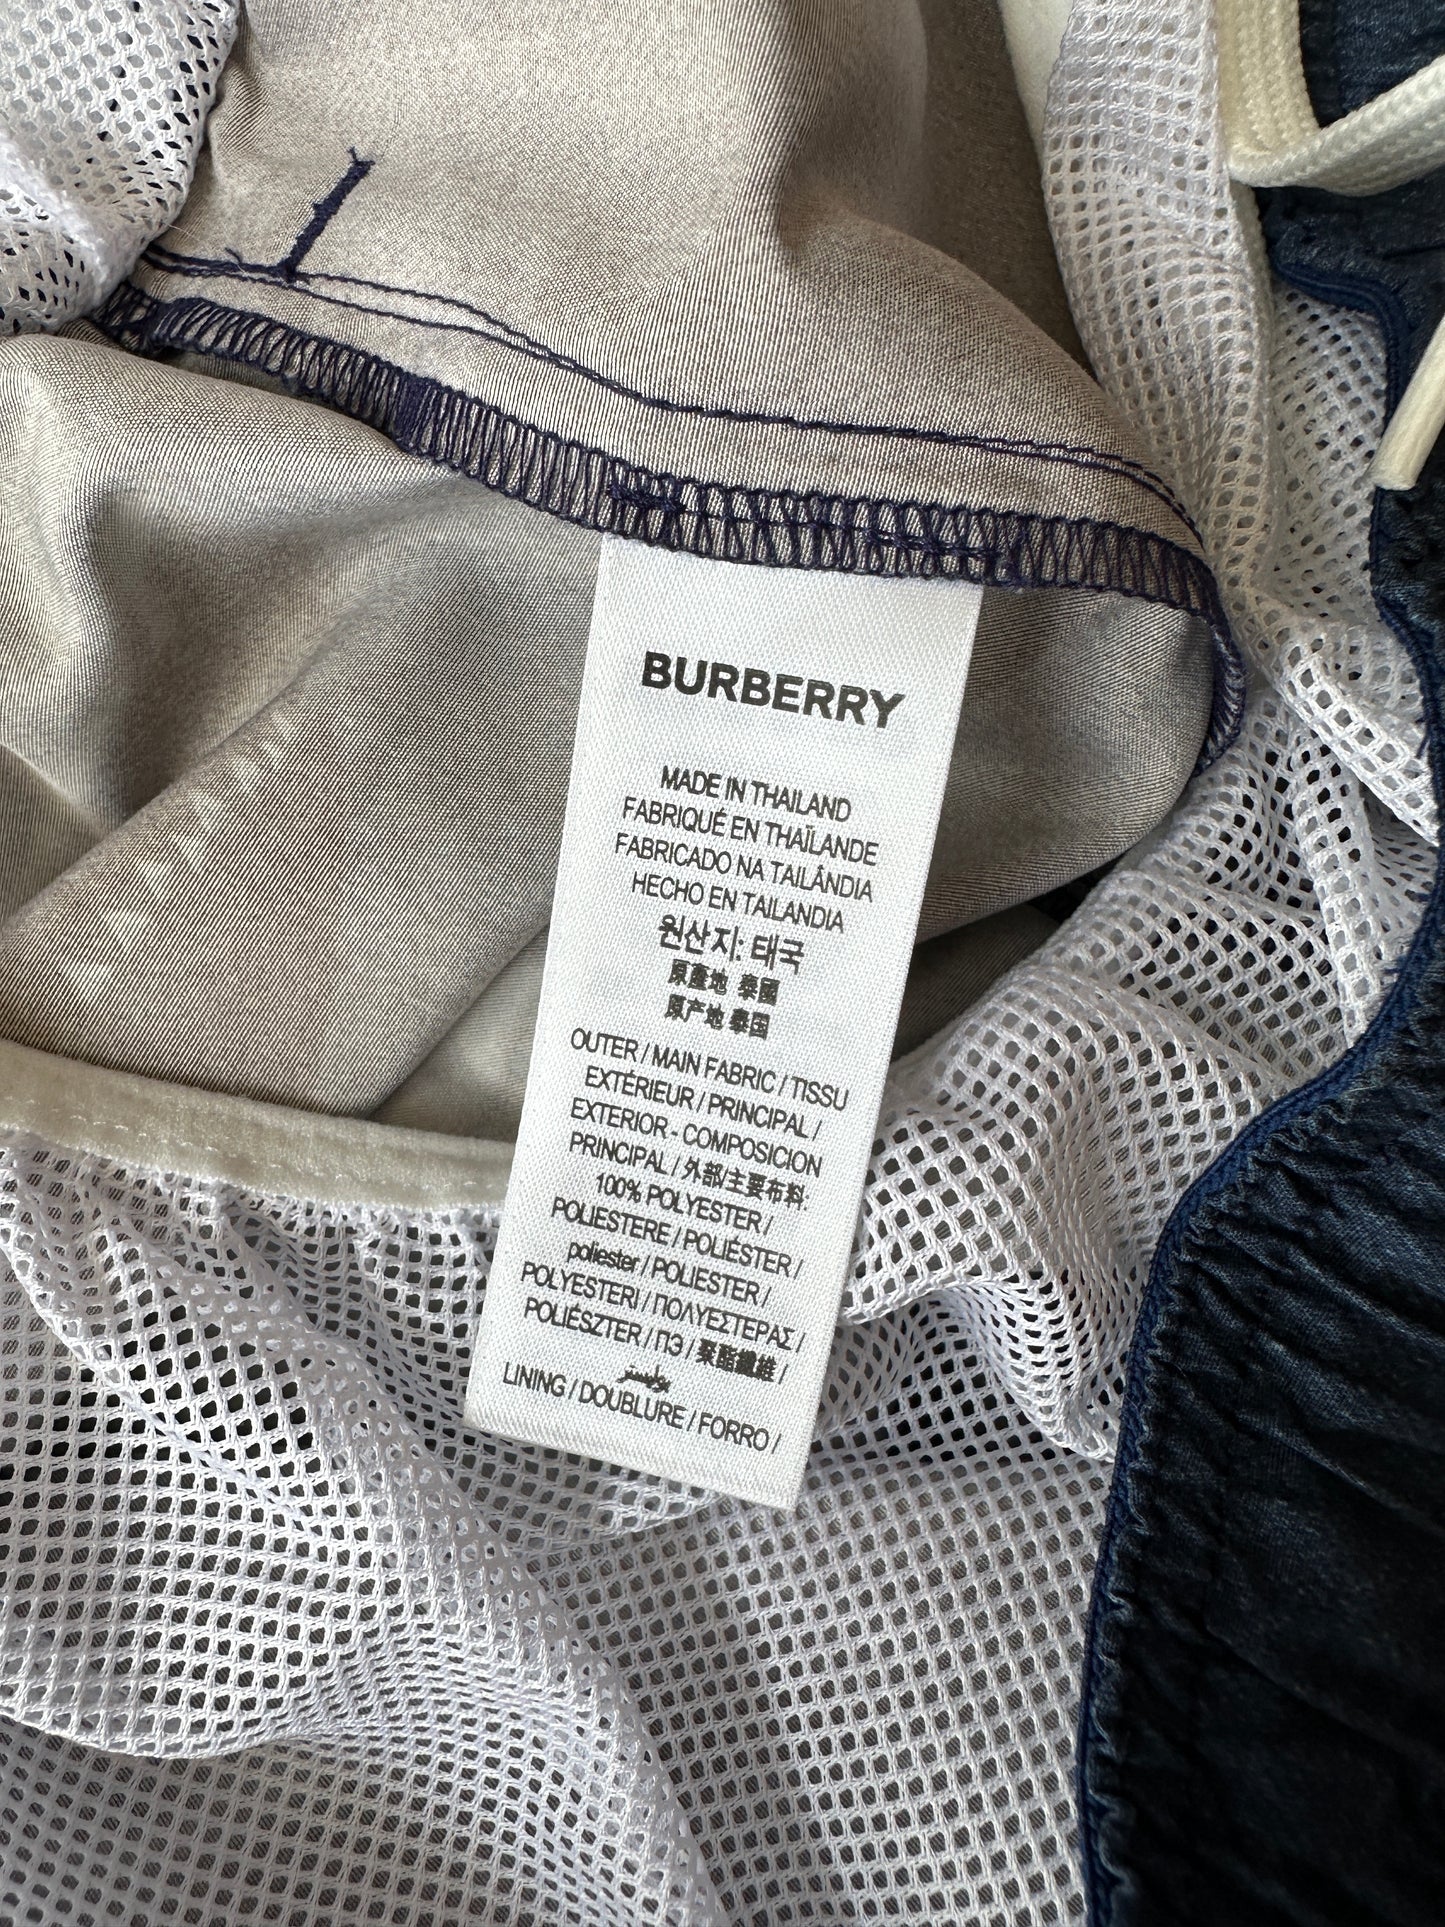 BURBERRY
MADE IN THAILAND
FABRIQUÉ EN THAÏLANDE
FABRICADO NA TAILÂNDIA
HECHO EN TAILANDIA
원산지: 태국
原產地 泰國
原产地 泰国
OUTER / MAIN FABRIC / TISSU
EXTÉRIEUR / PRINCIPAL /
EXTERIOR - COMPOSICION
PRINCIPAL / 外部/主要布料:
100% POLYESTER /
POLIESTERE / POLIÉSTER /
poliester / POLIESTER /
POLYESTERI / ΠΟΛΥΕΣΤΕΡΑΣ /
POLIÉSZTER / ПЭ / 聚酯纖維 /
بوليستر
LINING / DOUBLURE / FORRO /